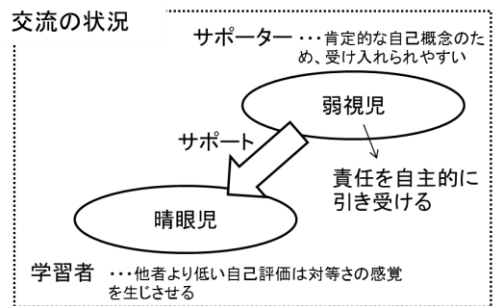 交流の状況
サポーター ・・・肯定的な自己概念のた
め、受け入れられやすい
弱視児
サポート
責任を自主的に
引き受ける
晴眼児
学習者 ・・・他者より低い自己評価は対等さの感覚
を生じさせる